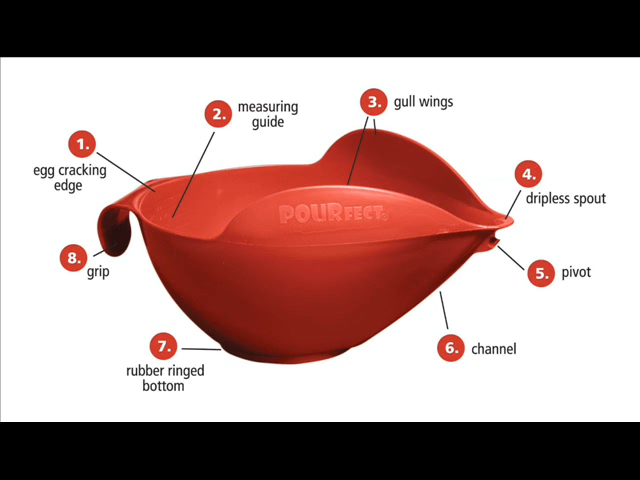 1.
egg cracking
edge
2.
measuring
guide
3.
gull wings
4.
dripless spout
5.
pivot
6.
channel
7.
rubber ringed
bottom
8.
grip
POURfect®